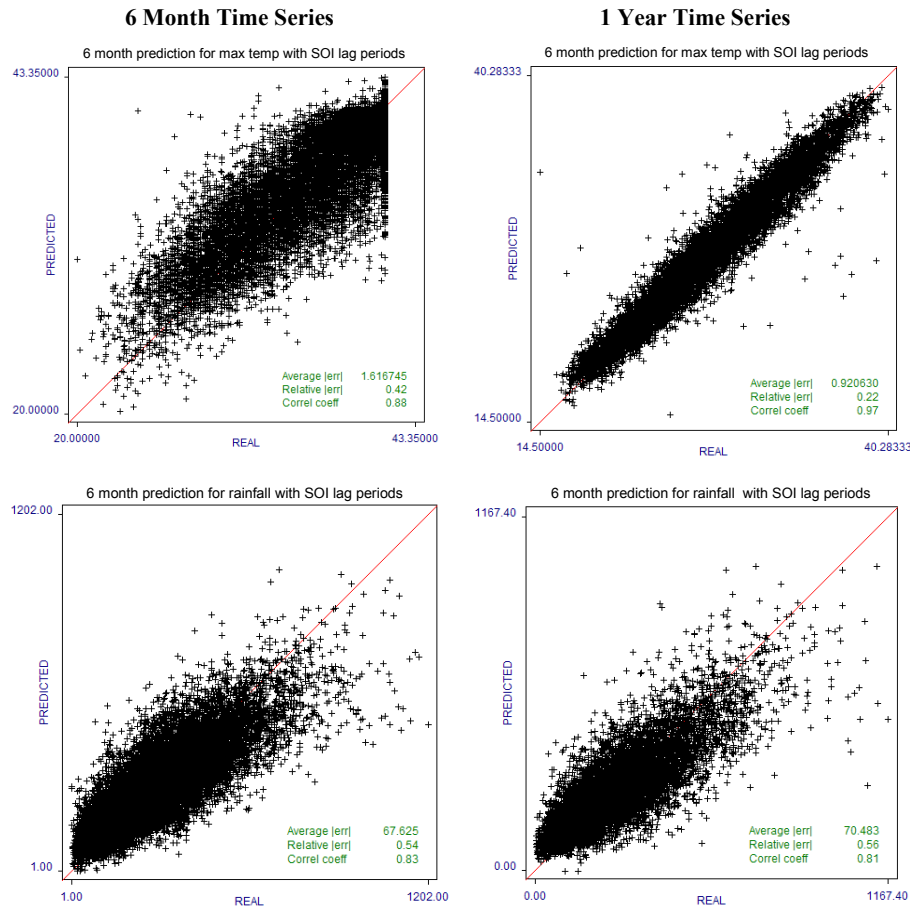 6 Month Time Series
1 Year Time Series
6 month prediction for max temp with SOI lag periods
43.35000
PREDICTED
20.00000
Average |err| 1.616745
Relative |err| 0.42
Correl coeff 0.88
20.00000
REAL
43.35000
6 month prediction for max temp with SOI lag periods
40.28333
PREDICTED
14.50000
Average |err| 0.920630
Relative |err| 0.22
Correl coeff 0.97
14.50000
REAL
40.28333
6 month prediction for rainfall with SOI lag periods
1202.00
PREDICTED
1.00
Average |err| 67.625
Relative |err| 0.54
Correl coeff 0.83
1.00
REAL
1202.00
6 month prediction for rainfall with SOI lag periods
1167.40
PREDICTED
0.00
Average |err| 70.483
Relative |err| 0.56
Correl coeff 0.81
0.00
REAL
1167.40